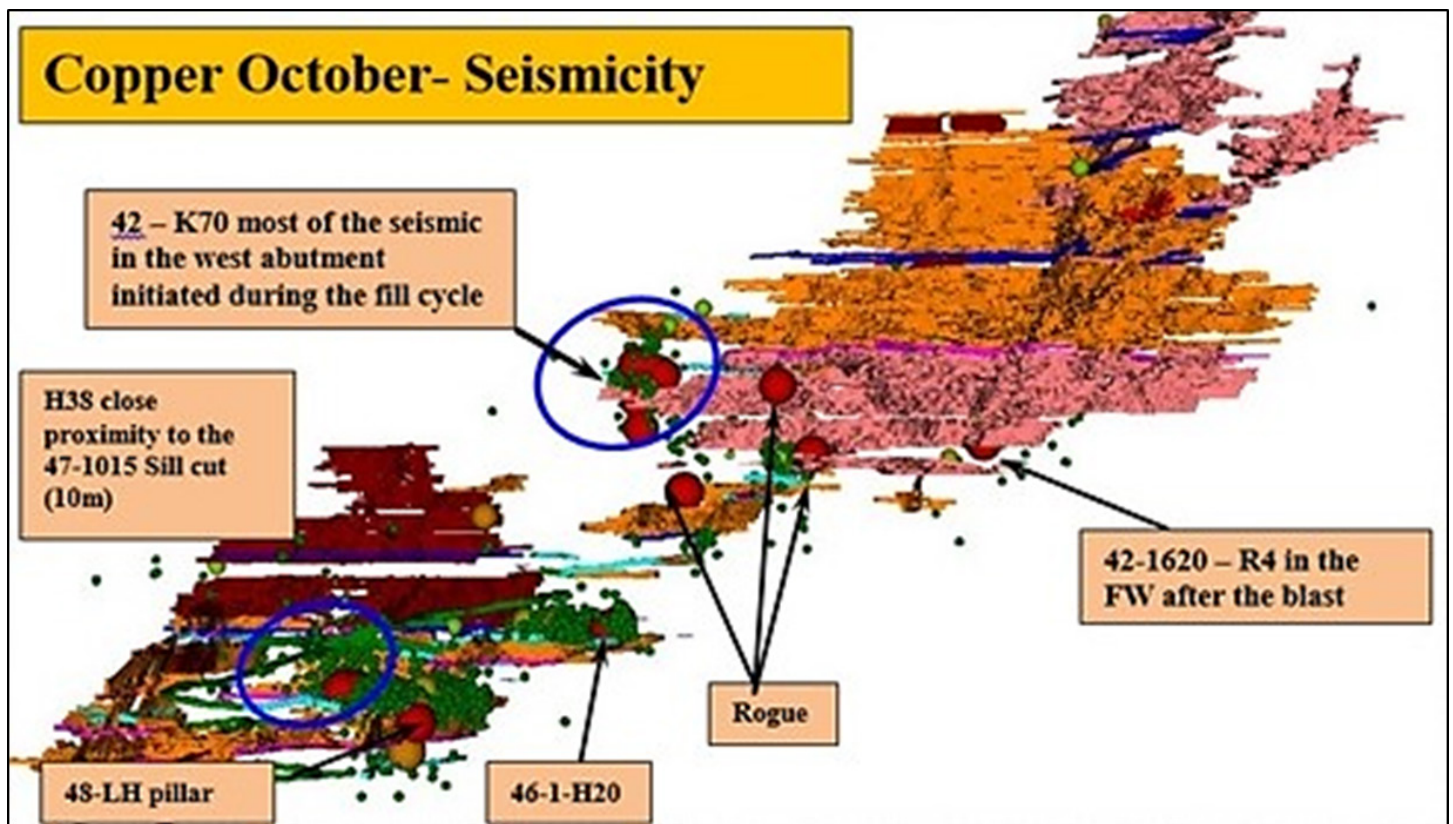 Copper October- Seismicity
42 – K70 most of the seismic
in the west abutment
initiated during the fill cycle
H38 close
proximity to the
47-1015 Sill cut
(10m)
42-1620 – R4 in the
FW after the blast
Rogue
48-LH pillar
46-1-H20